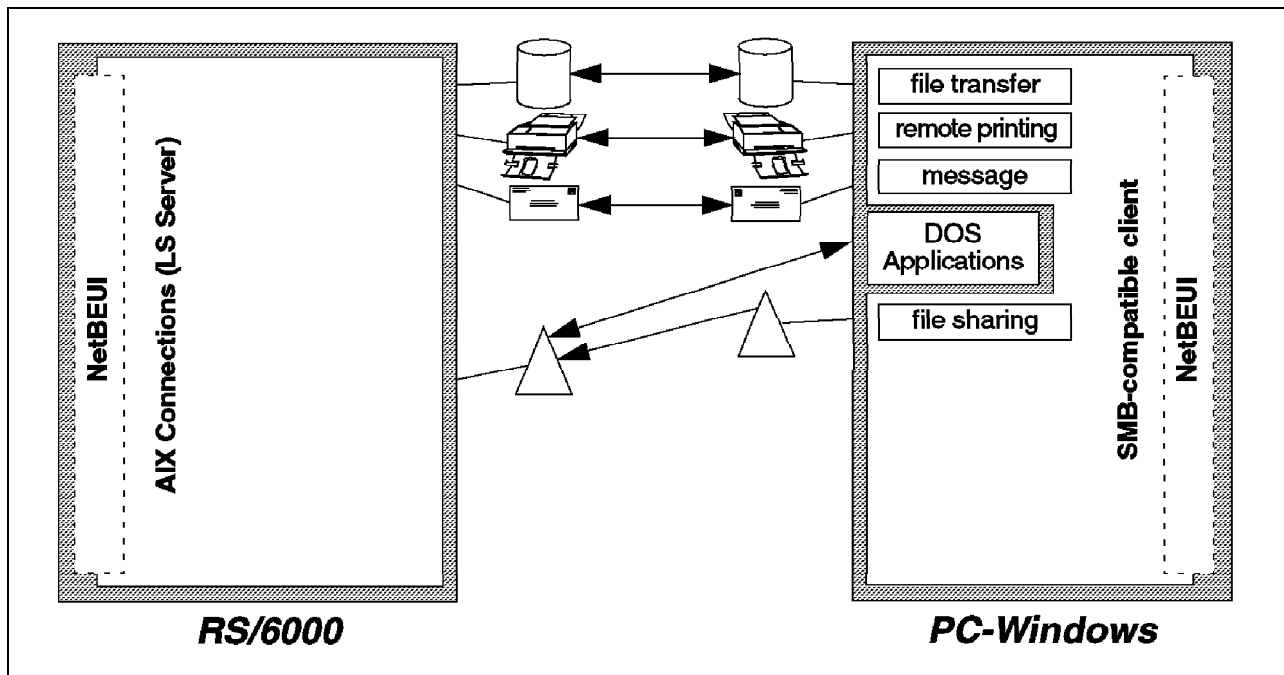 NetBEUI
AIX Connections (LS Server)
file transfer
remote printing
message
DOS
Applications
file sharing
SMB-compatible client
NetBEUI
RS/6000
PC-Windows